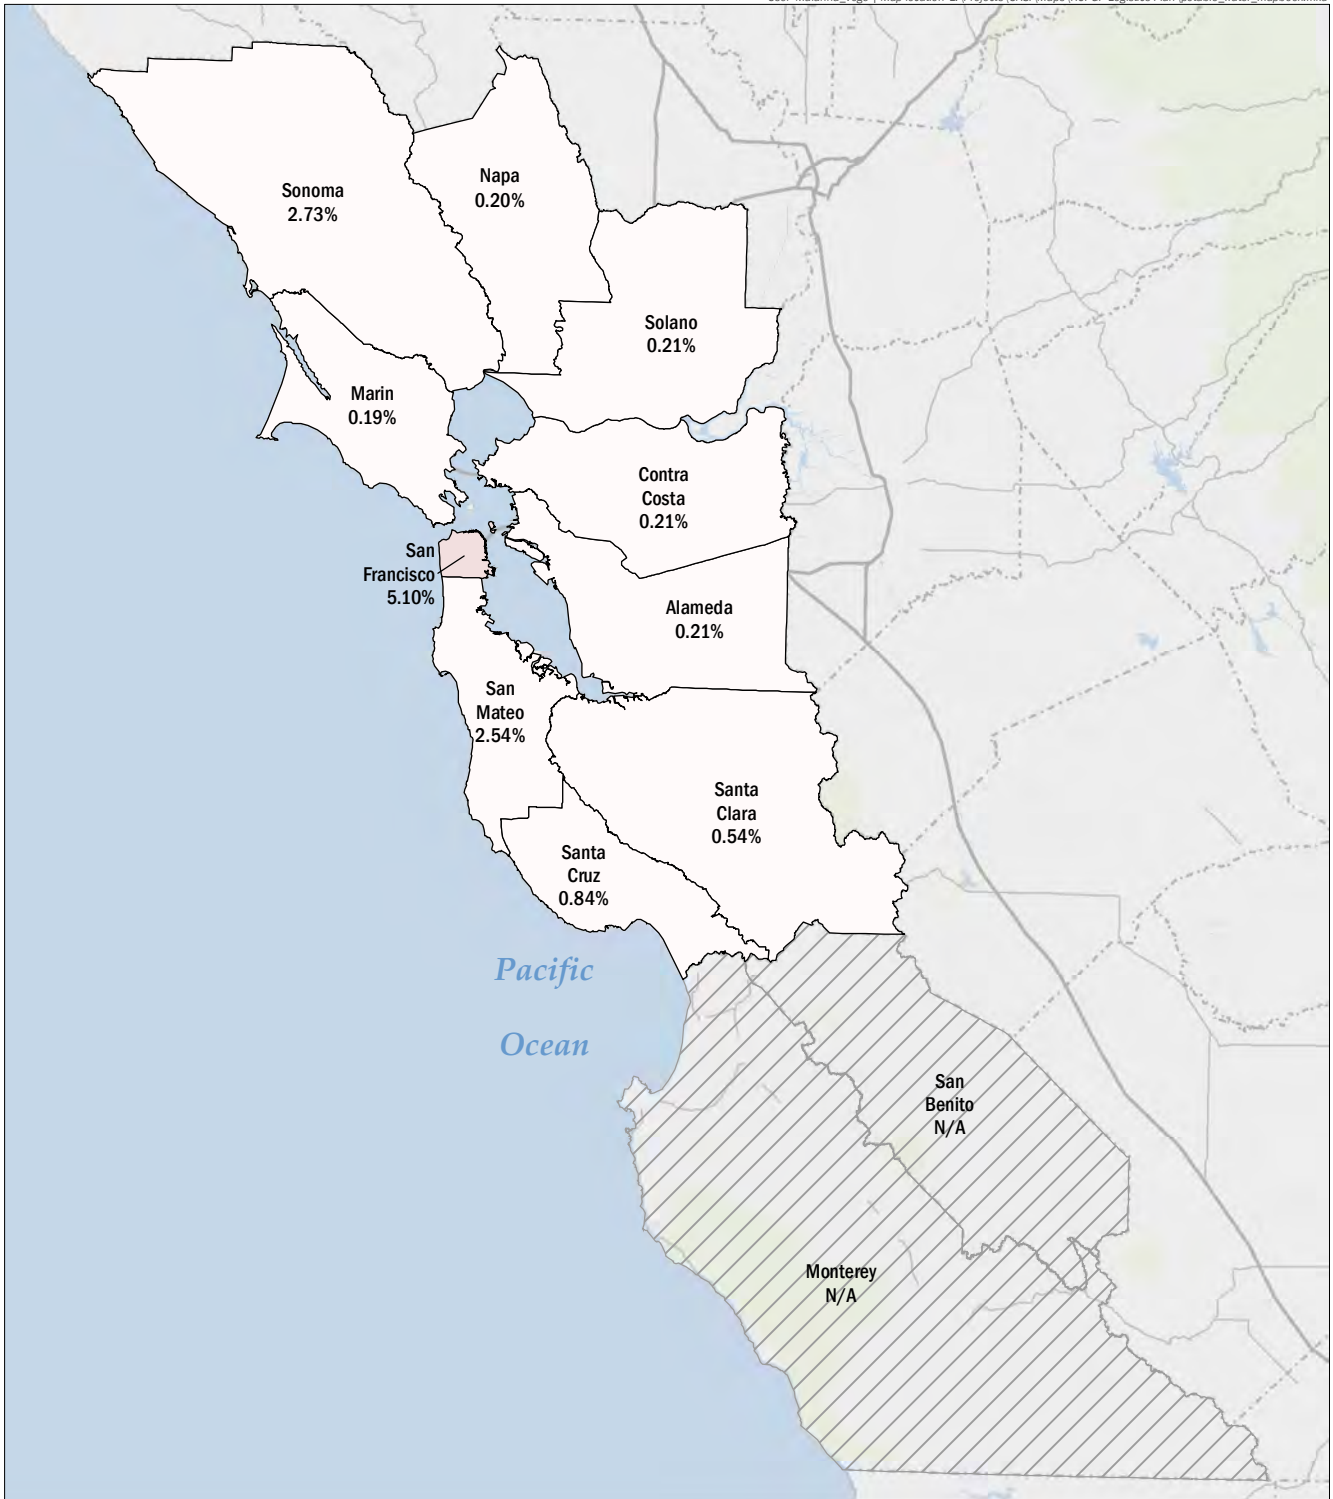 Sonoma
2.73%
Napa
0.20%
Solano
0.21%
Marin
0.19%
Contra
Costa
0.21%
San
Francisco
5.10%
Alameda
0.21%
San
Mateo
2.54%
Santa
Clara
0.54%
Santa
Cruz
0.84%
Pacific
Ocean
San
Benito
N/A
Monterey
N/A